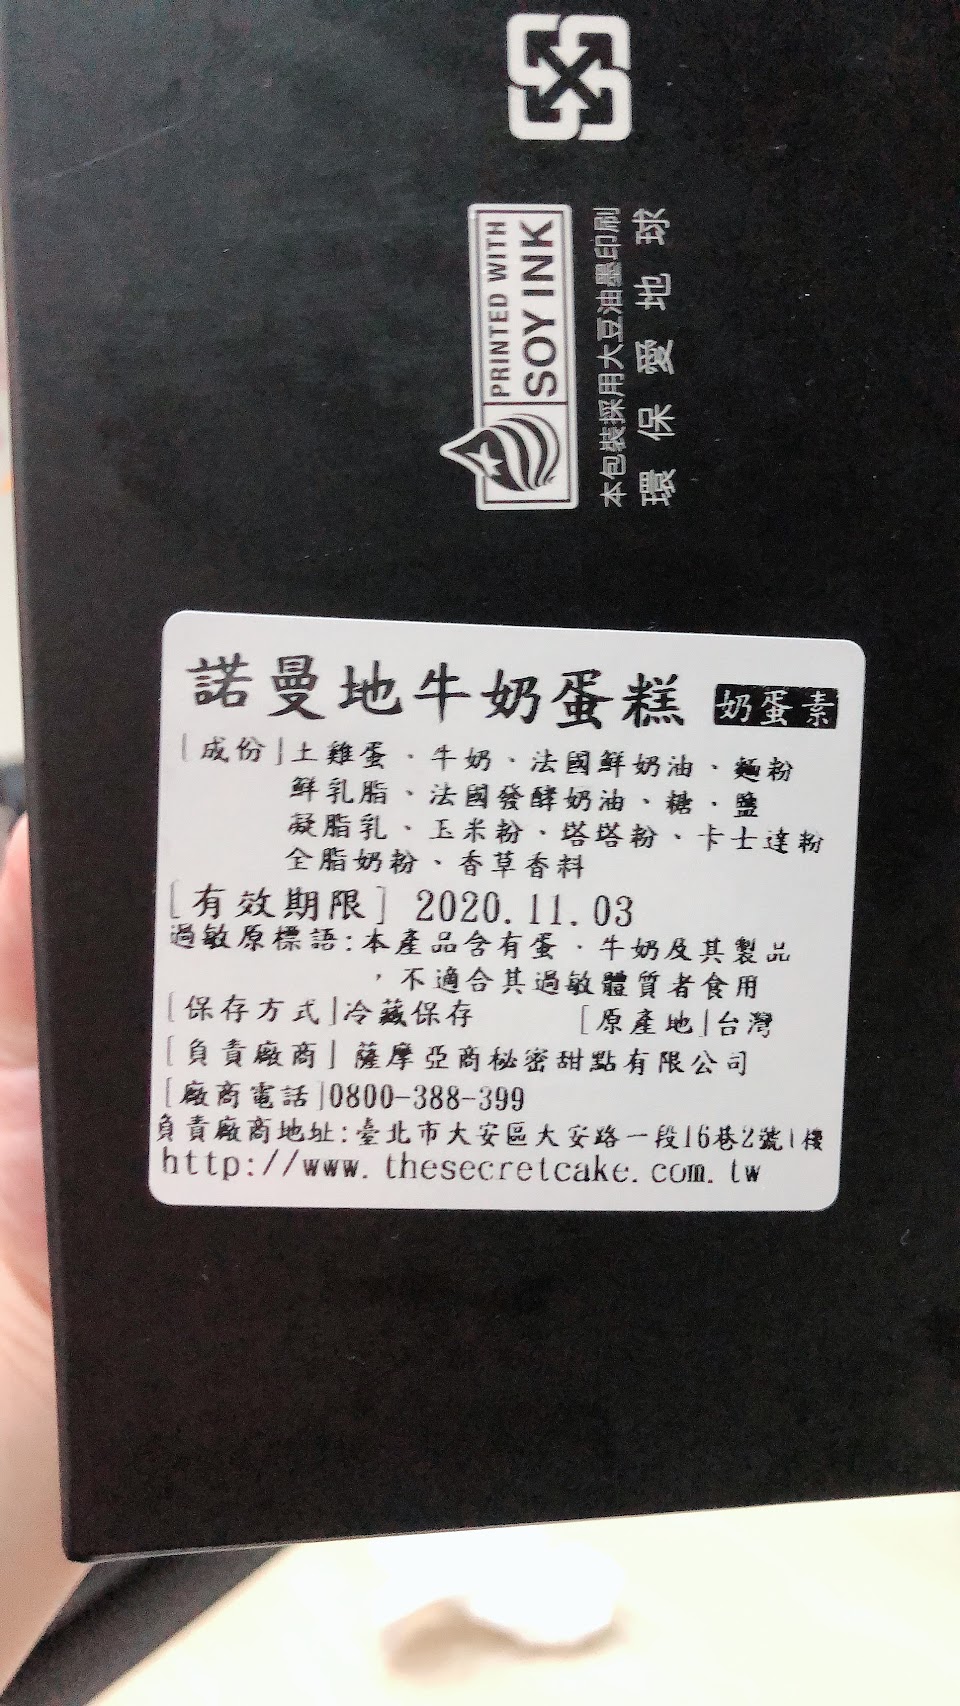 PRINTED WITH
SOY INK
本包裝採用大豆油墨印刷
環保愛地球
諾曼地牛奶蛋糕 奶蛋素
[成份]土雞蛋、牛奶、法國鮮奶油、麵粉
鮮乳脂、法國發酵奶油、糖、鹽
凝脂乳、玉米粉、塔塔粉、卡士達粉
全脂奶粉、香草香料
[有效期限] 2020.11.03
過敏原標語:本產品含有蛋、牛奶及其製品
，不適合其過敏體質者食用
[保存方式]冷藏保存 [原產地]台灣
[負責廠商] 薩摩亞商秘密甜點有限公司
[廠商電話]0800-388-399
負責廠商地址:臺北市大安區大安路一段16巷2號1樓
http://www.thesecretcake.com.tw